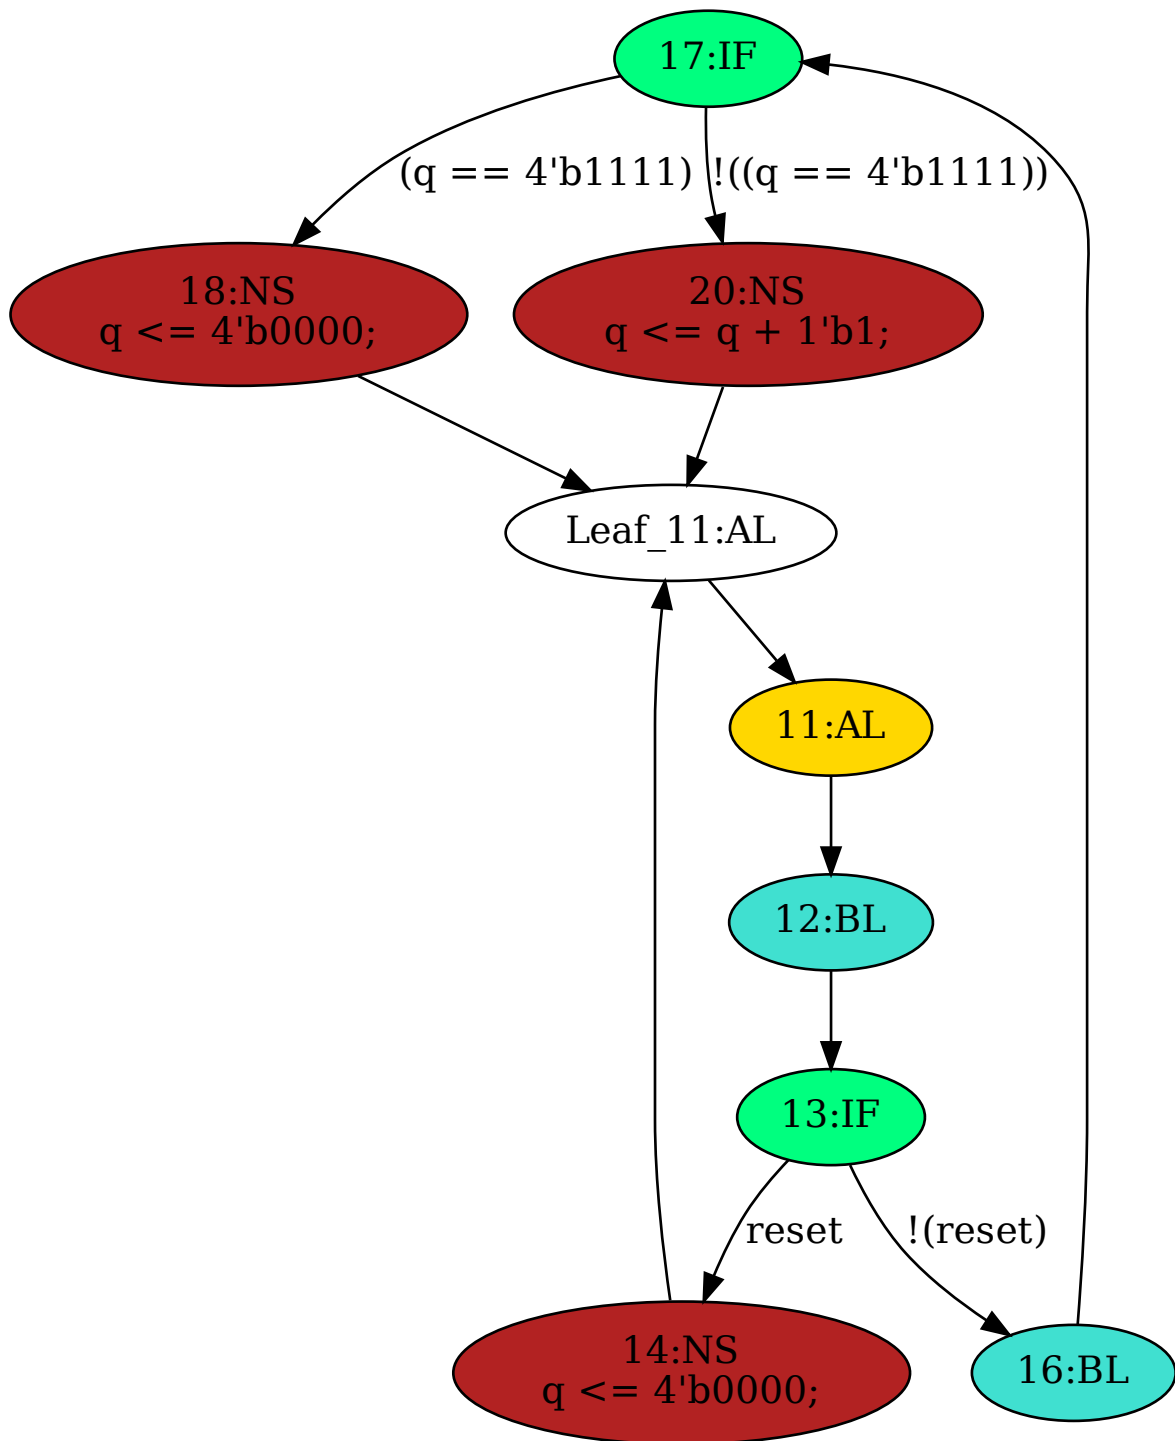 17:IF
(q == 4'b1111)
!((q == 4'b1111))
18:NS
q <= 4'b0000;
20:NS
q <= q + 1'b1;
Leaf_11:AL
11:AL
12:BL
13:IF
reset
!(reset)
14:NS
q <= 4'b0000;
16:BL